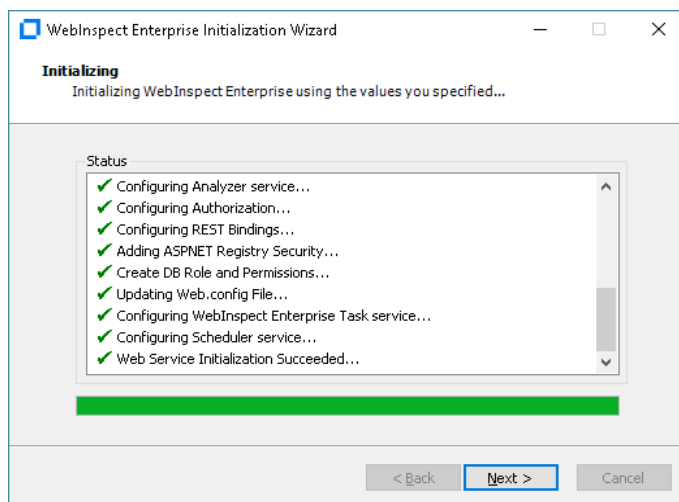 WebInspect Enterprise Initialization Wizard
Initializing
Initializing WebInspect Enterprise using the values you specified...
Status
Configuring Analyzer service...
Configuring Authorization...
Configuring REST Bindings...
Adding ASPNET Registry Security...
Create DB Role and Permissions...
Updating Web.config File...
Configuring WebInspect Enterprise Task service...
Configuring Scheduler service...
Web Service Initialization Succeeded...
< Back Next > Cancel